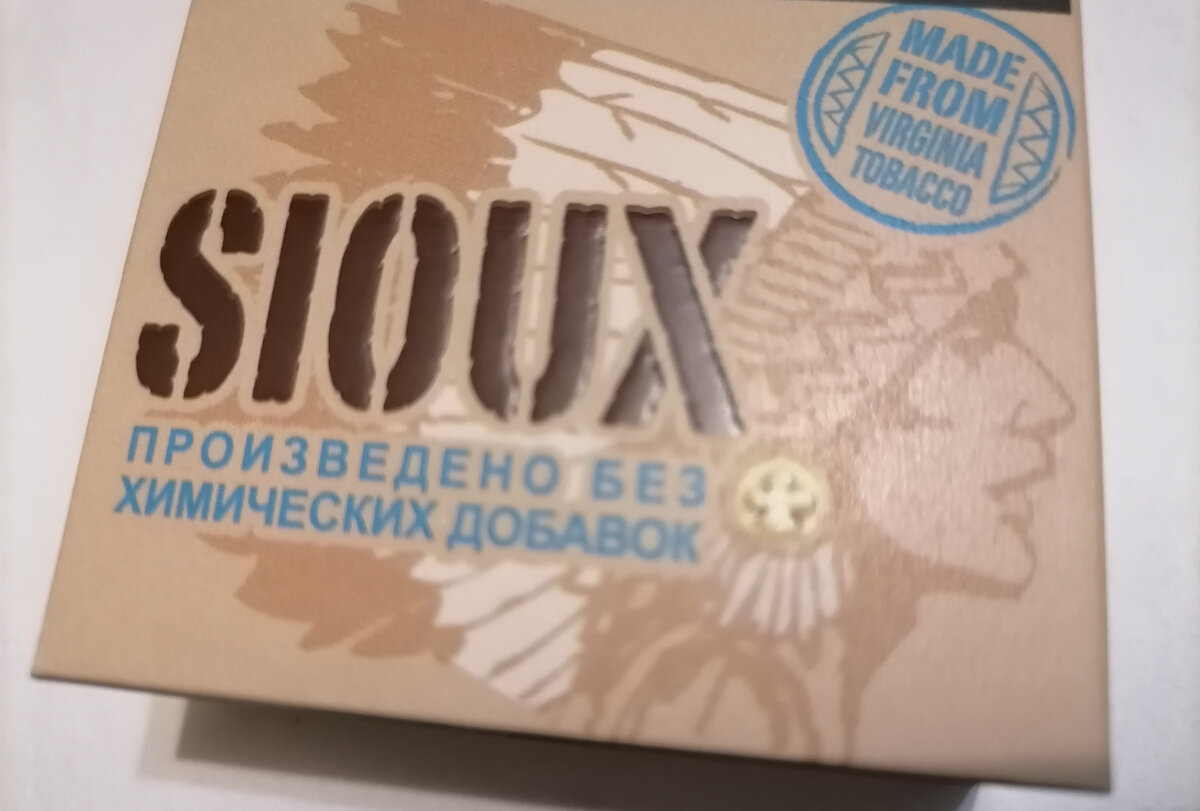 MADE
FROM
VIRGINIA
TOBACCO
SIOUX
ПРОИЗВЕДЕНО БЕЗ
ХИМИЧЕСКИХ ДОБАВОК